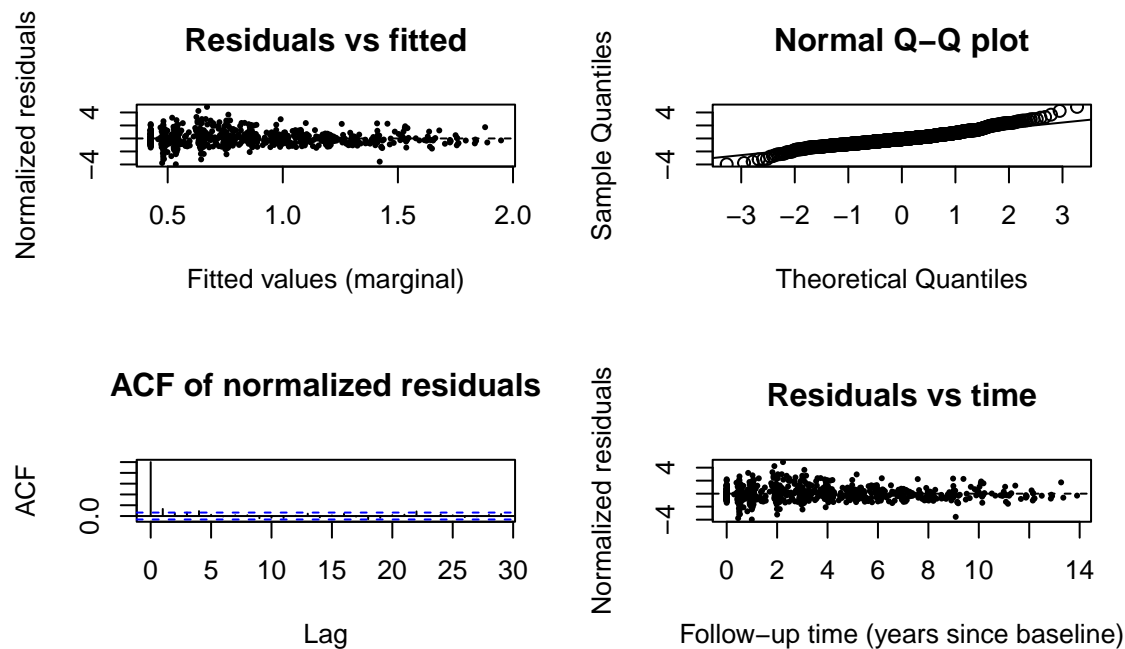 Residuals vs fitted
Normalized residuals
4
−4
0.5 1.0 1.5 2.0
Fitted values (marginal)
Normal Q−Q plot
Sample Quantiles
4
−4
−3 −2 −1 0 1 2 3
Theoretical Quantiles
ACF of normalized residuals
ACF
0.0
0 5 10 15 20 25 30
Lag
Residuals vs time
Normalized residuals
4
−4
0 2 4 6 8 10 14
Follow−up time (years since baseline)